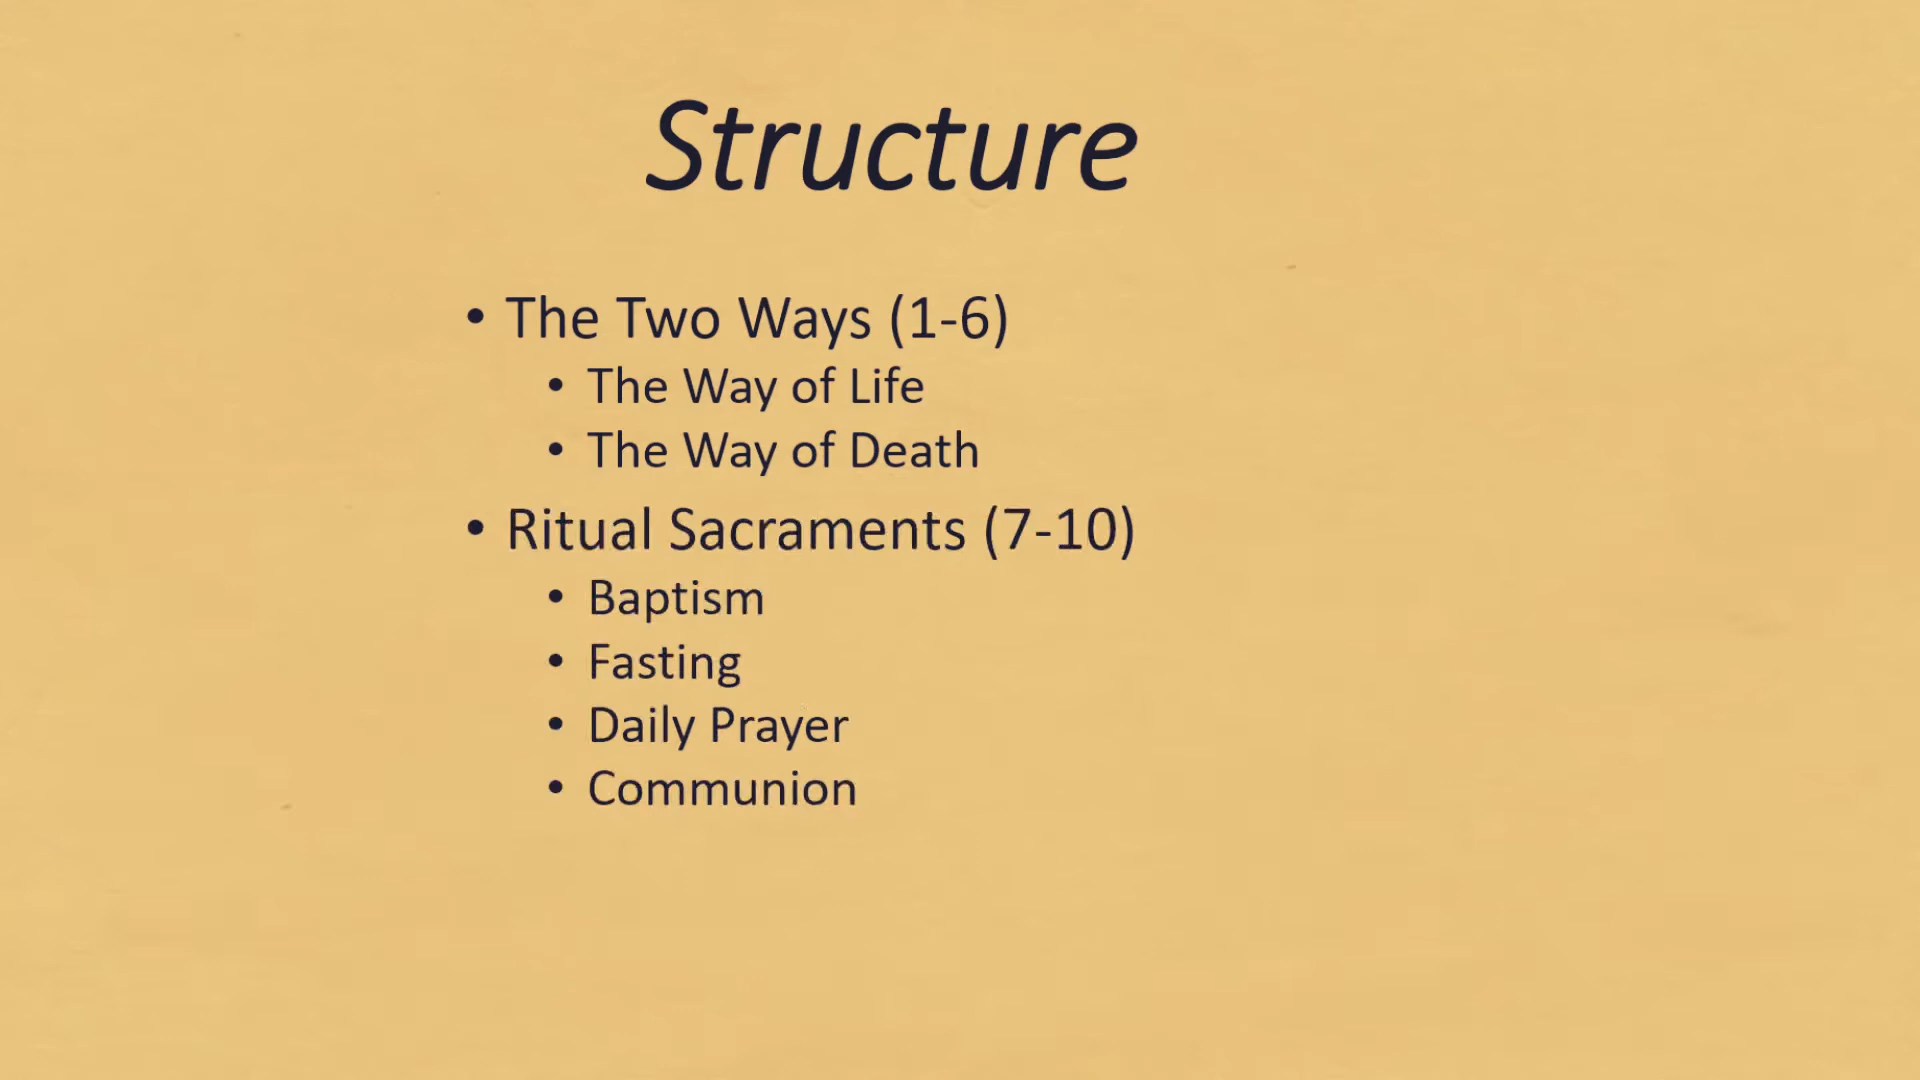 Structure
• The Two Ways (1-6)
• The Way of Life
• The Way of Death
• Ritual Sacraments (7-10)
• Baptism
• Fasting
• Daily Prayer
• Communion